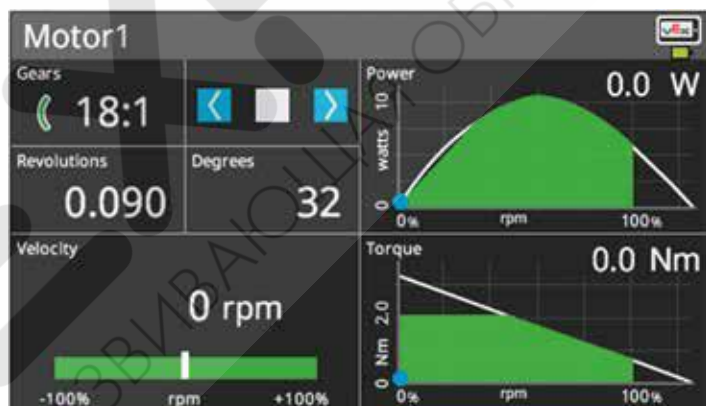 Motor1
VEX
Gears
18:1
Revolutions
0.090
Degrees
32
Velocity
0 rpm
-100% rpm +100%
Power
0.0 W
0 watts 10
0% rpm 100%
Torque
0.0 Nm
0 Nm 2.0
0% rpm 100%